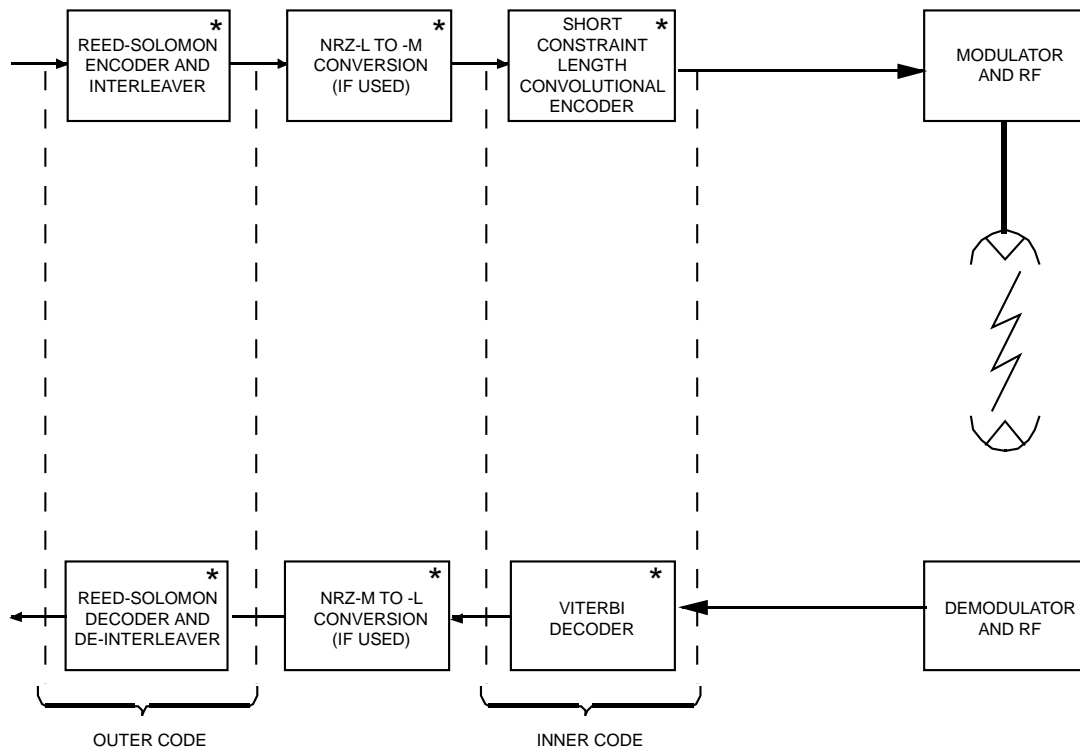 *
REED-SOLOMON
ENCODER AND
INTERLEAVER
*
NRZ-L TO -M
CONVERSION
(IF USED)
*
SHORT
CONSTRAINT
LENGTH
CONVOLUTIONAL
ENCODER
MODULATOR
AND RF
*
REED-SOLOMON
DECODER AND
DE-INTERLEAVER
*
NRZ-M TO -L
CONVERSION
(IF USED)
*
VITERBI
DECODER
DEMODULATOR
AND RF
OUTER CODE
INNER CODE